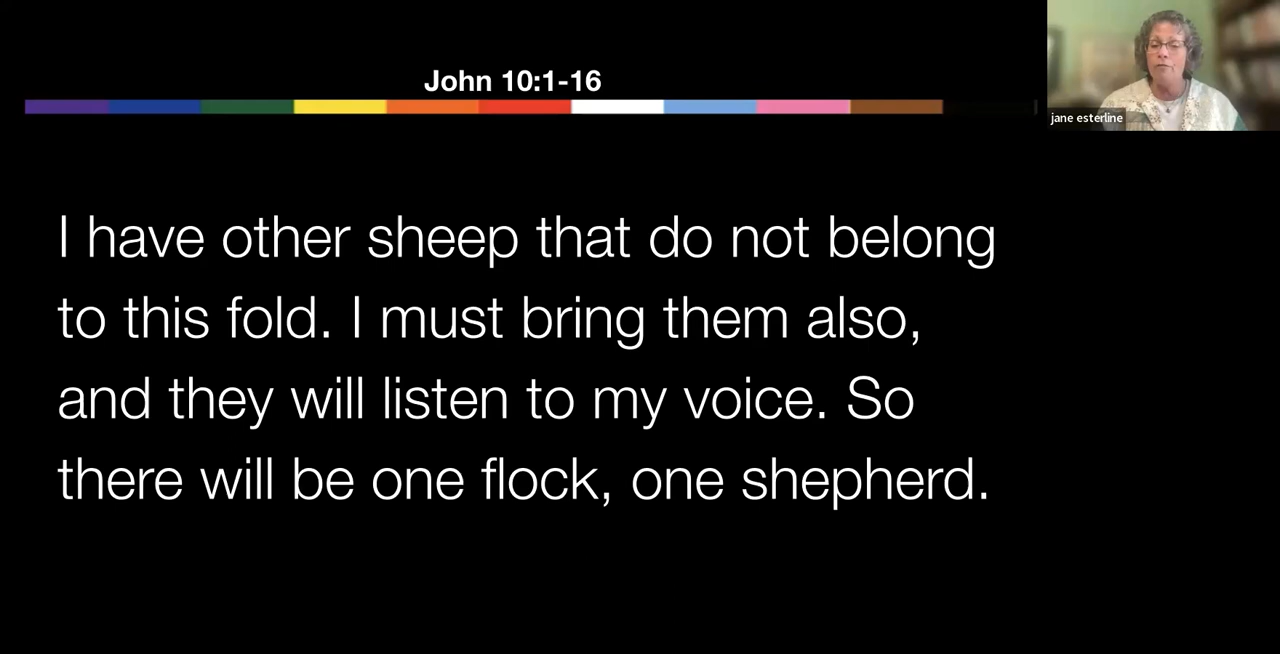 John 10:1-16
jane esterline
I have other sheep that do not belong
to this fold. I must bring them also,
and they will listen to my voice. So
there will be one flock, one shepherd.